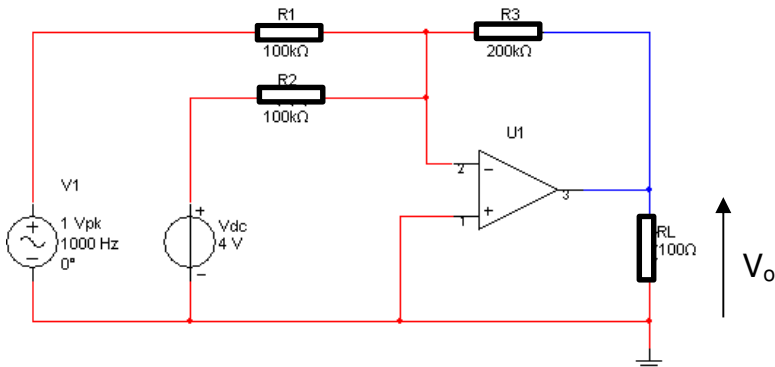 R1
100kΩ
R3
200kΩ
R2
100kΩ
U1
2
−
3
1
+
V1
+
1 Vpk
1000 Hz
−
0°
+
Vdc
4 V
−
RL
100Ω
Vₒ